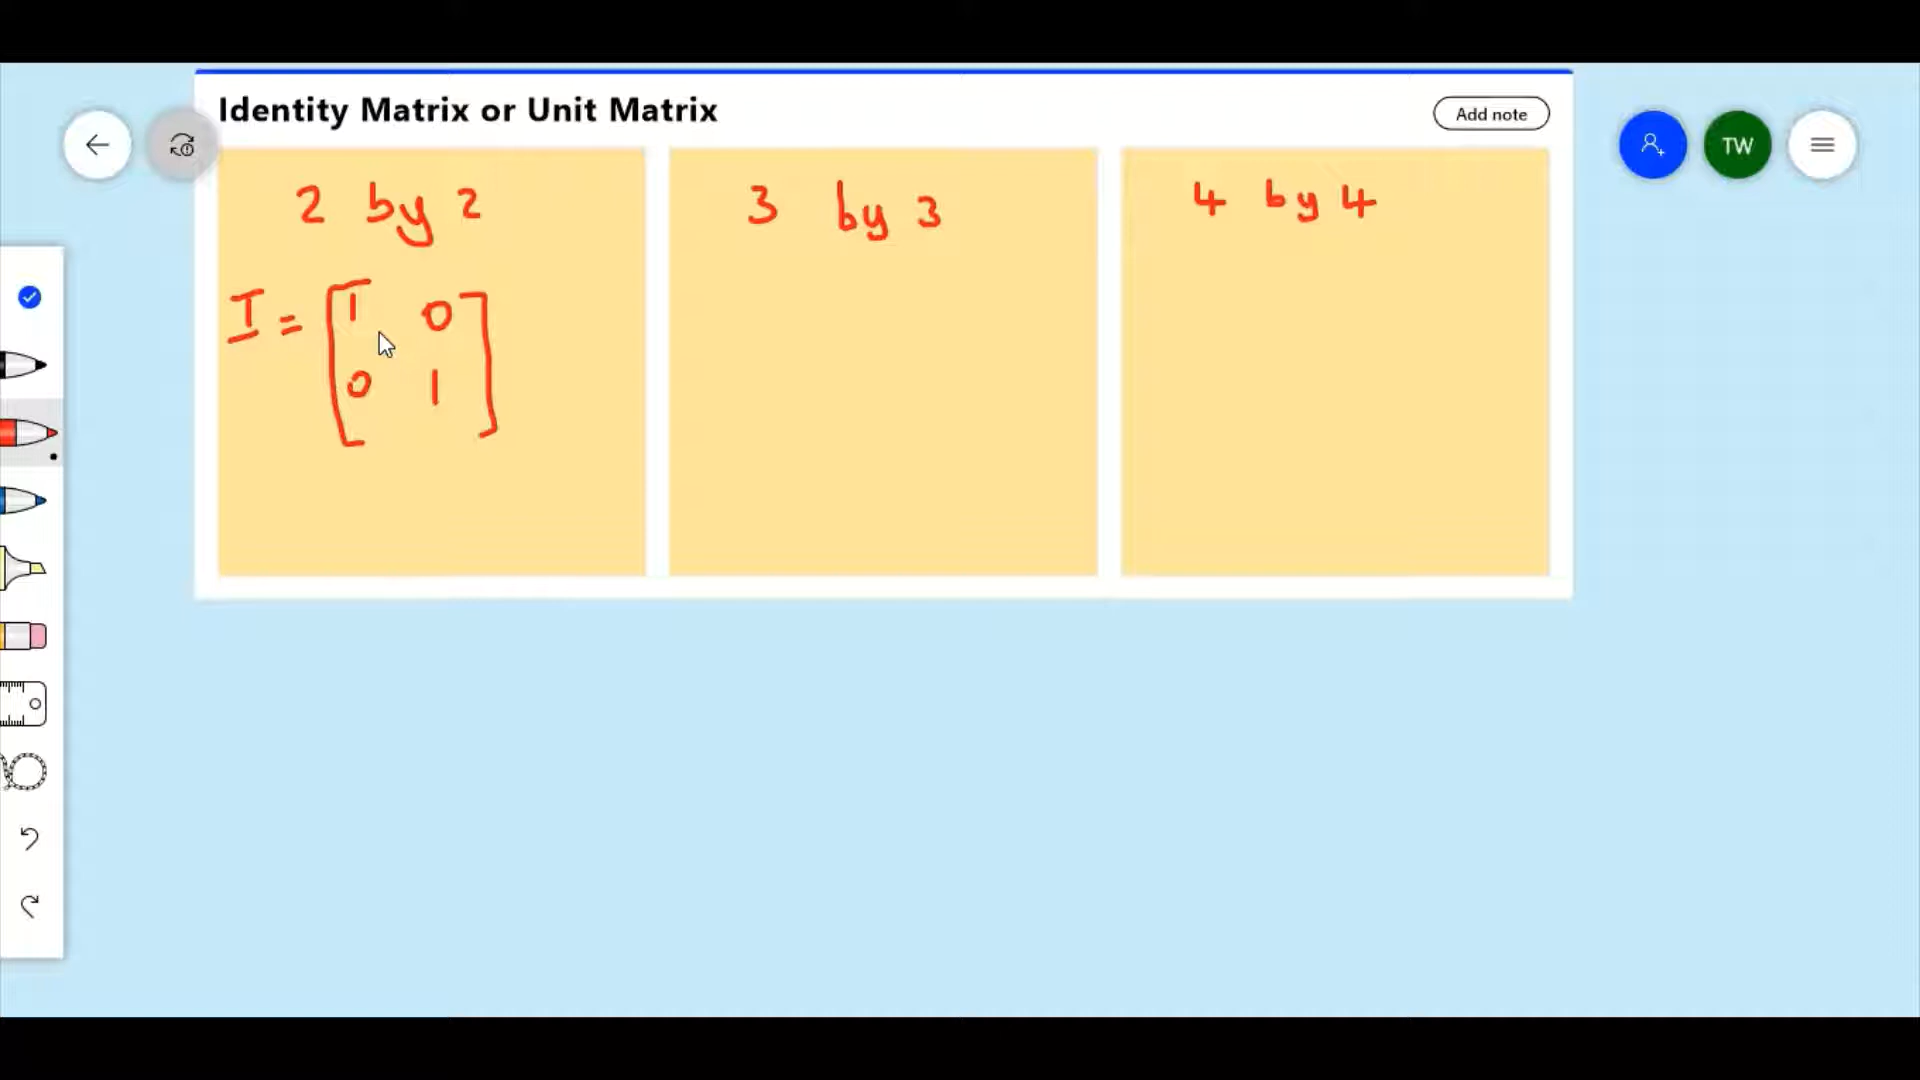 Identity Matrix or Unit Matrix
Add note
TW
2 by 2
3 by 3
4 by 4
I = [1 0
0 1]